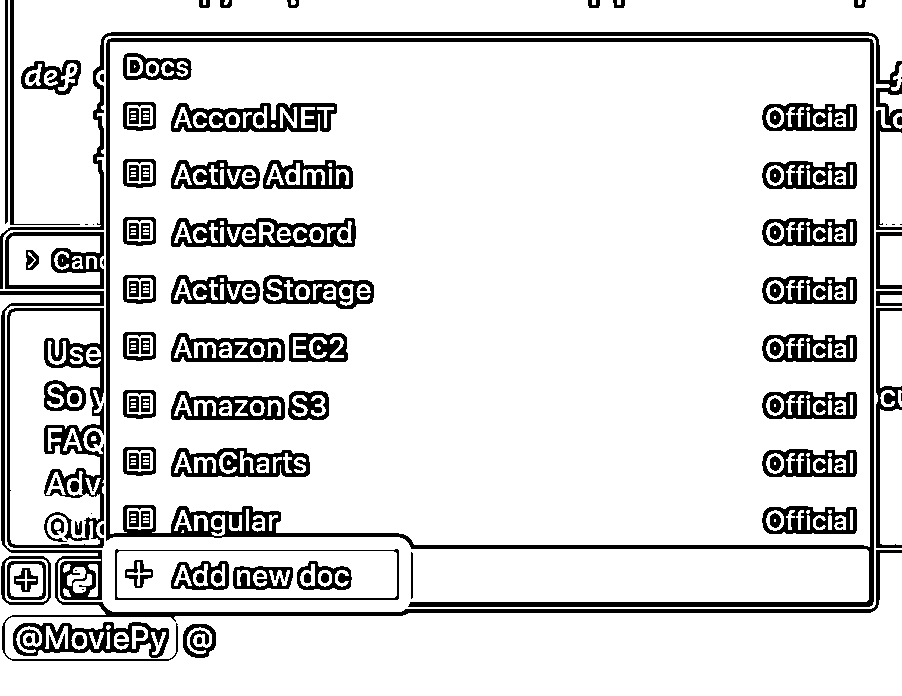 Docs
def
Accord.NET Official
Active Admin Official
ActiveRecord Official
> Canc
Active Storage Official
Use
Amazon EC2 Official
So y
Amazon S3 Official
FAQ
AmCharts Official
Adv
Angular Official
Quic
+ Add new doc
@MoviePy @